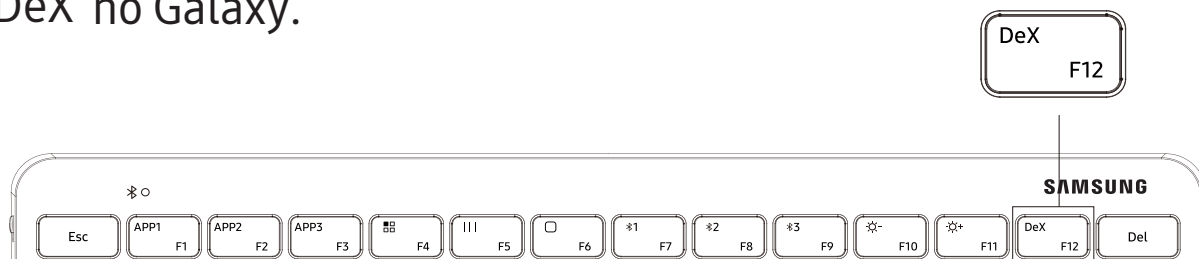 DeX no Galaxy.
DeX
F12
SAMSUNG
Esc
APP1 F1
APP2 F2
APP3 F3
F4
F5
F6
1 F7
2 F8
3 F9
- F10
+ F11
DeX F12
Del